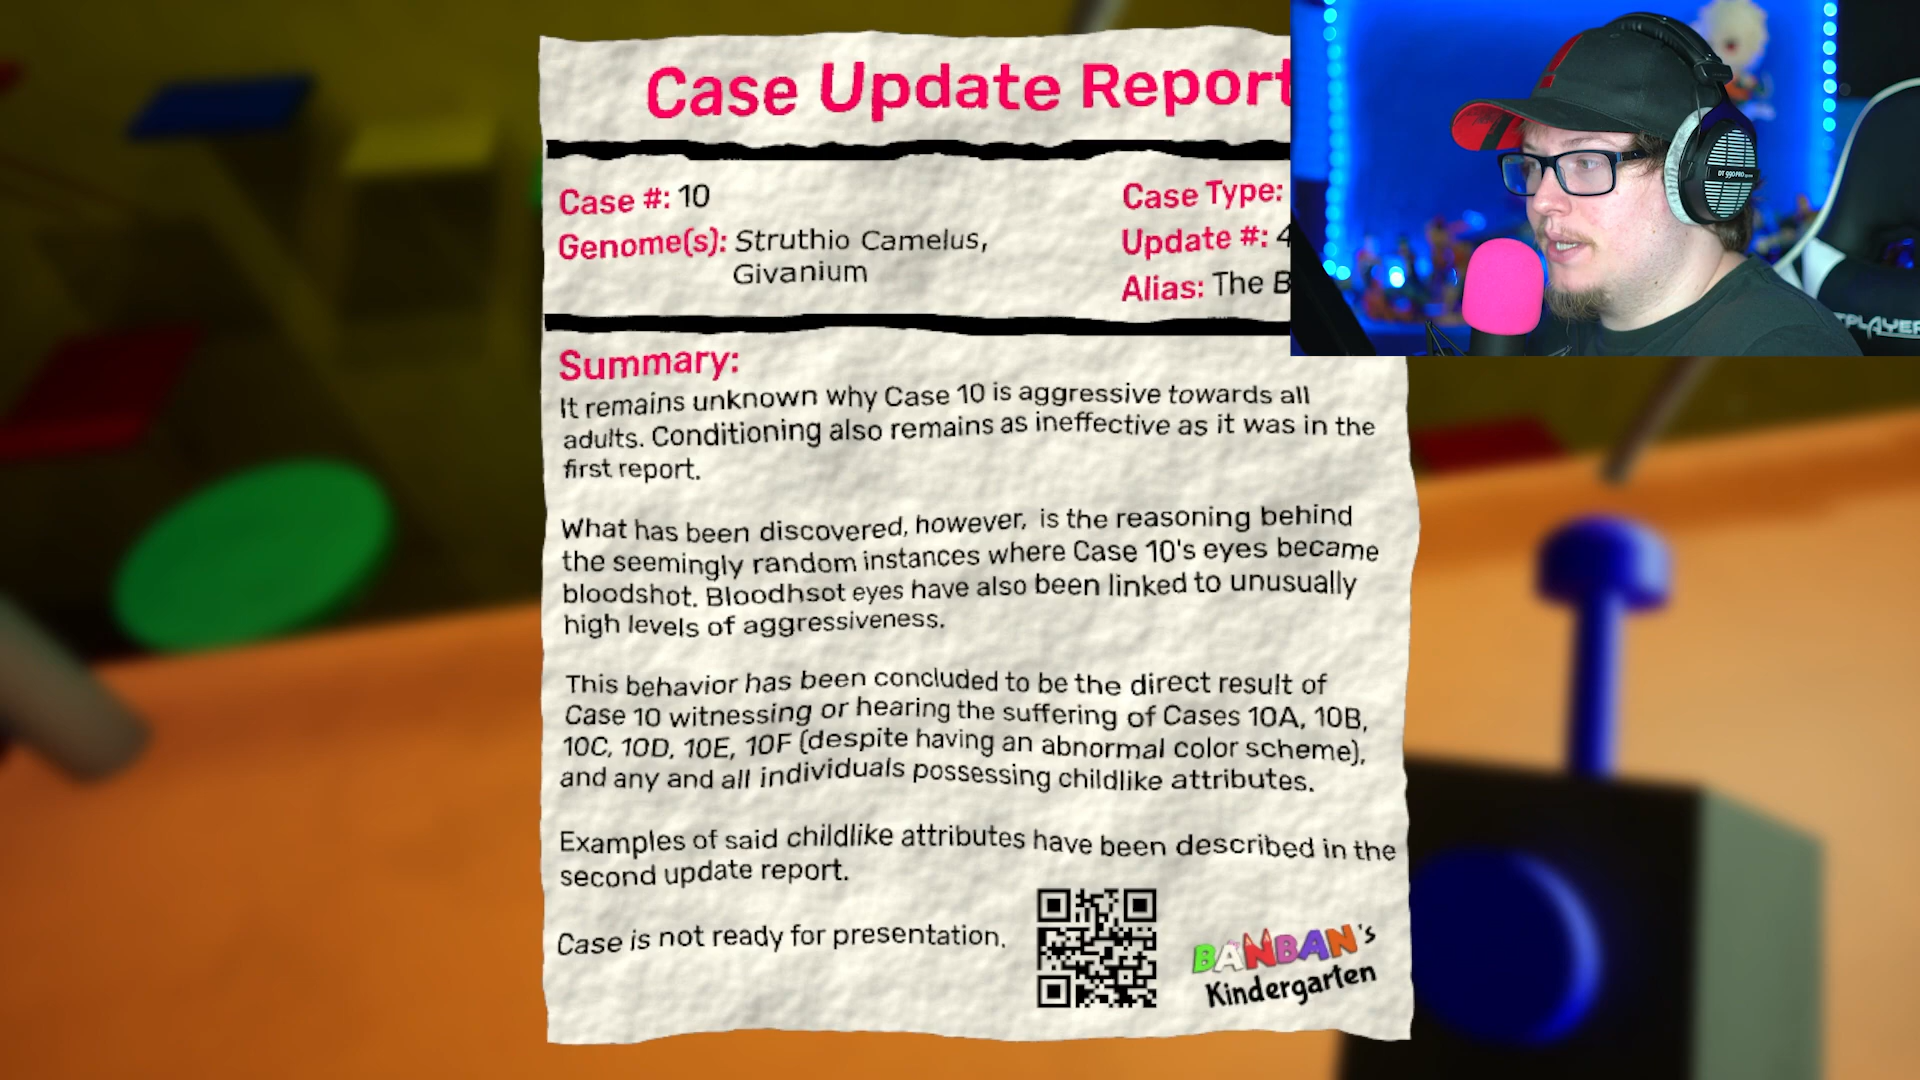 Case Update Report
Case #: 10
Genome(s): Struthio Camelus,
Givanium
Case Type:
Update #: 4
Alias: The B
Summary:
It remains unknown why Case 10 is aggressive towards all
adults. Conditioning also remains as ineffective as it was in the
first report.
What has been discovered, however, is the reasoning behind
the seemingly random instances where Case 10's eyes became
bloodshot. Bloodhsot eyes have also been linked to unusually
high levels of aggressiveness.
This behavior has been concluded to be the direct result of
Case 10 witnessing or hearing the suffering of Cases 10A, 10B,
10C, 10D, 10E, 10F (despite having an abnormal color scheme),
and any and all individuals possessing childlike attributes.
Examples of said childlike attributes have been described in the
second update report.
Case is not ready for presentation.
BANBAN's
Kindergarten
DT 990 PRO